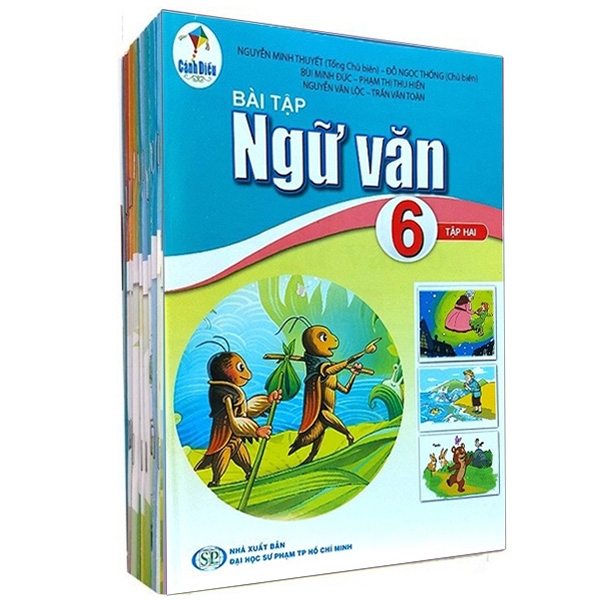 Cánh Diều
NGUYỄN MINH THUYẾT (Tổng Chủ biên) – ĐỖ NGỌC THỐNG (Chủ biên)
BÙI MINH ĐỨC – PHẠM THỊ THU HIỀN
NGUYỄN VĂN LỘC – TRẦN VĂN TOÀN
BÀI TẬP
Ngữ văn
6
TẬP HAI
SP
NHÀ XUẤT BẢN
ĐẠI HỌC SƯ PHẠM TP HỒ CHÍ MINH